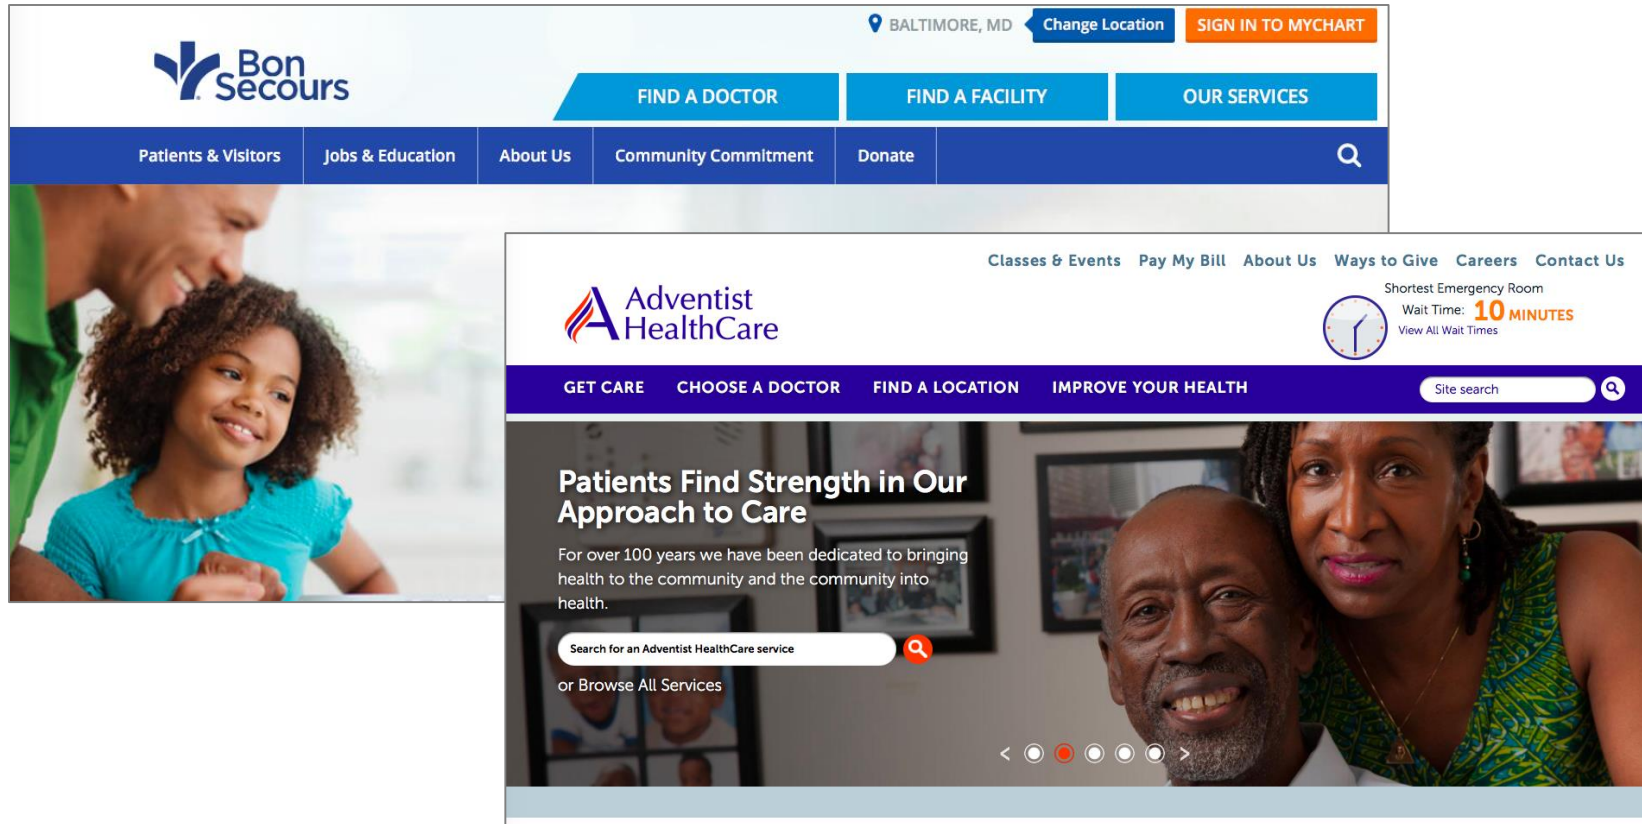 BALTIMORE, MD
Change Location
SIGN IN TO MYCHART
Bon
Secours
FIND A DOCTOR
FIND A FACILITY
OUR SERVICES
Patients & Visitors
Jobs & Education
About Us
Community Commitment
Donate
Classes & Events
Pay My Bill
About Us
Ways to Give
Careers
Contact Us
Adventist
HealthCare
Shortest Emergency Room
Wait Time: 10 MINUTES
View All Wait Times
GET CARE
CHOOSE A DOCTOR
FIND A LOCATION
IMPROVE YOUR HEALTH
Site search
Patients Find Strength in Our
Approach to Care
For over 100 years we have been dedicated to bringing
health to the community and the community into
health.
Search for an Adventist HealthCare service
or Browse All Services